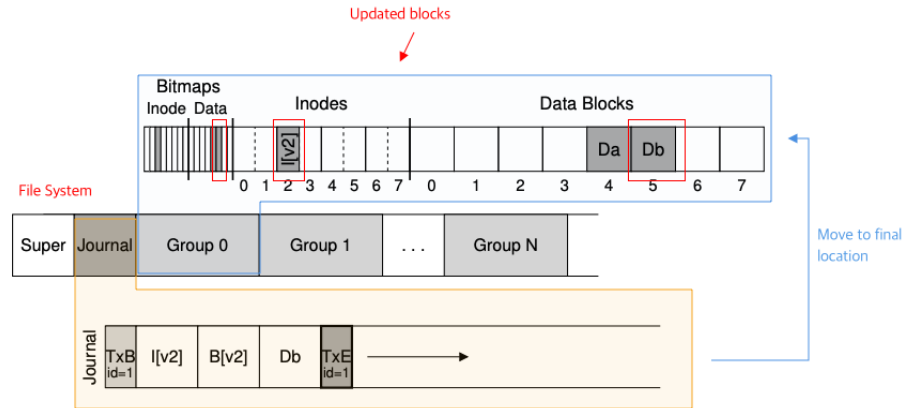 Updated blocks
Bitmaps
Inode Data
Inodes
Data Blocks
I[v2]
Da
Db
0 1 2 3 4 5 6 7
0 1 2 3 4 5 6 7
File System
Super
Journal
Group 0
Group 1
. . .
Group N
Move to final
location
Journal
TxB
id=1
I[v2]
B[v2]
Db
TxE
id=1